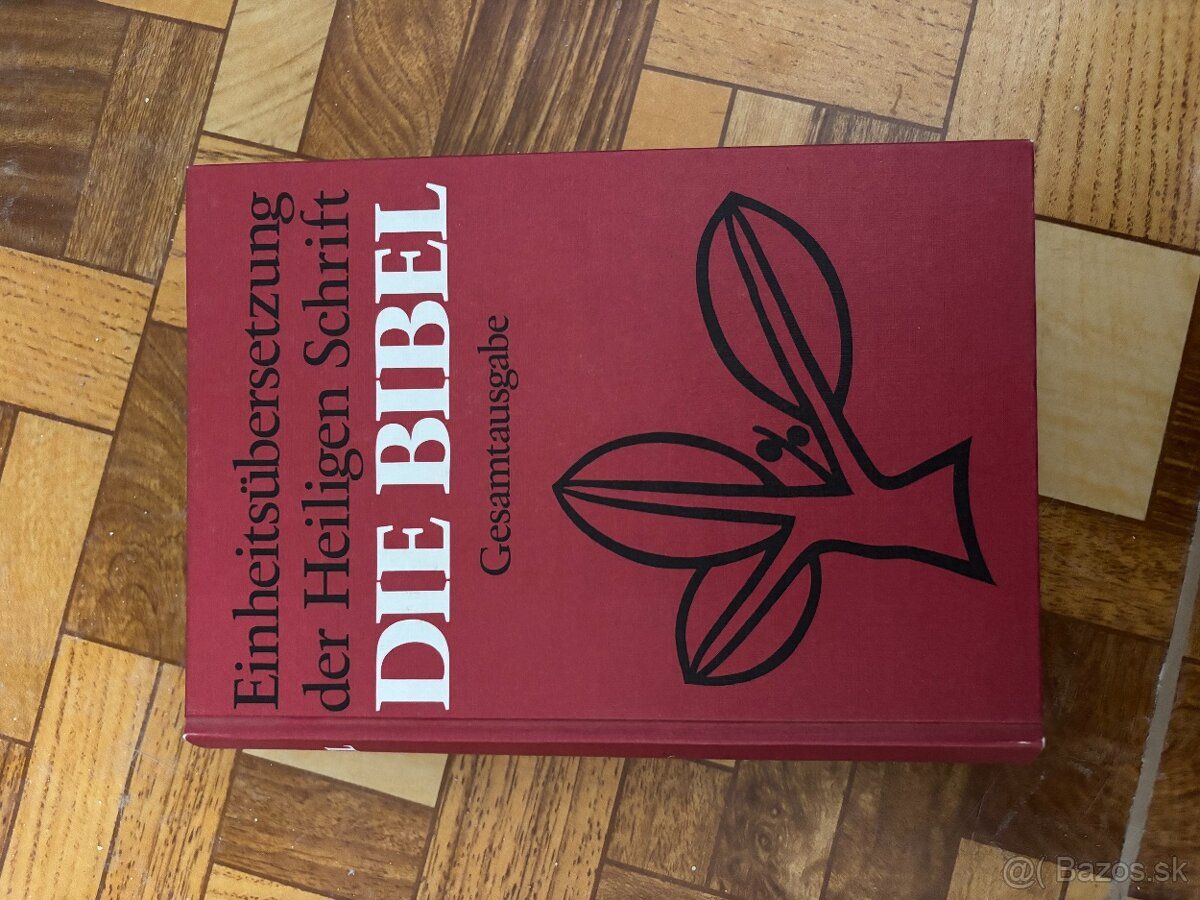 Einheitsübersetzung
der Heiligen Schrift
DIE BIBEL
Gesamtausgabe
@( Bazos.sk